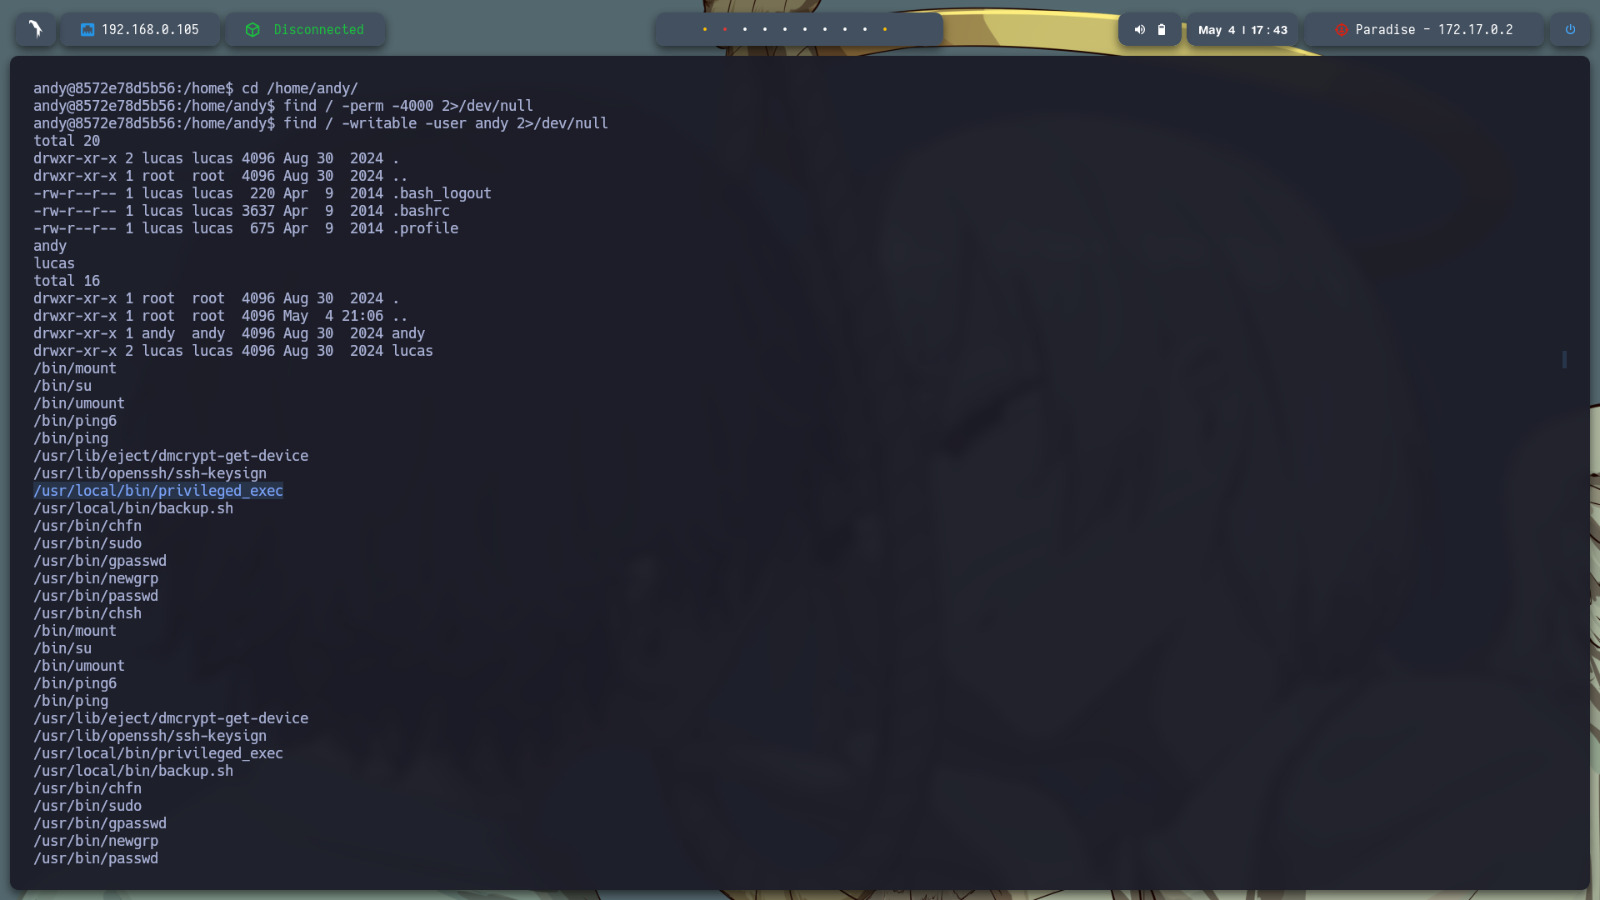 192.168.0.105
Disconnected
May 4 | 17:43
Paradise - 172.17.0.2
andy@8572e78d5b56:/home$ cd /home/andy/
andy@8572e78d5b56:/home/andy$ find / -perm -4000 2>/dev/null
andy@8572e78d5b56:/home/andy$ find / -writable -user andy 2>/dev/null
total 20
drwxr-xr-x 2 lucas lucas 4096 Aug 30  2024 .
drwxr-xr-x 1 root  root  4096 Aug 30  2024 ..
-rw-r--r-- 1 lucas lucas  220 Apr  9  2014 .bash_logout
-rw-r--r-- 1 lucas lucas 3637 Apr  9  2014 .bashrc
-rw-r--r-- 1 lucas lucas  675 Apr  9  2014 .profile
andy
lucas
total 16
drwxr-xr-x 1 root  root  4096 Aug 30  2024 .
drwxr-xr-x 1 root  root  4096 May  4 21:06 ..
drwxr-xr-x 1 andy  andy  4096 Aug 30  2024 andy
drwxr-xr-x 2 lucas lucas 4096 Aug 30  2024 lucas
/bin/mount
/bin/su
/bin/umount
/bin/ping6
/bin/ping
/usr/lib/eject/dmcrypt-get-device
/usr/lib/openssh/ssh-keysign
/usr/local/bin/privileged_exec
/usr/local/bin/backup.sh
/usr/bin/chfn
/usr/bin/sudo
/usr/bin/gpasswd
/usr/bin/newgrp
/usr/bin/passwd
/usr/bin/chsh
/bin/mount
/bin/su
/bin/umount
/bin/ping6
/bin/ping
/usr/lib/eject/dmcrypt-get-device
/usr/lib/openssh/ssh-keysign
/usr/local/bin/privileged_exec
/usr/local/bin/backup.sh
/usr/bin/chfn
/usr/bin/sudo
/usr/bin/gpasswd
/usr/bin/newgrp
/usr/bin/passwd